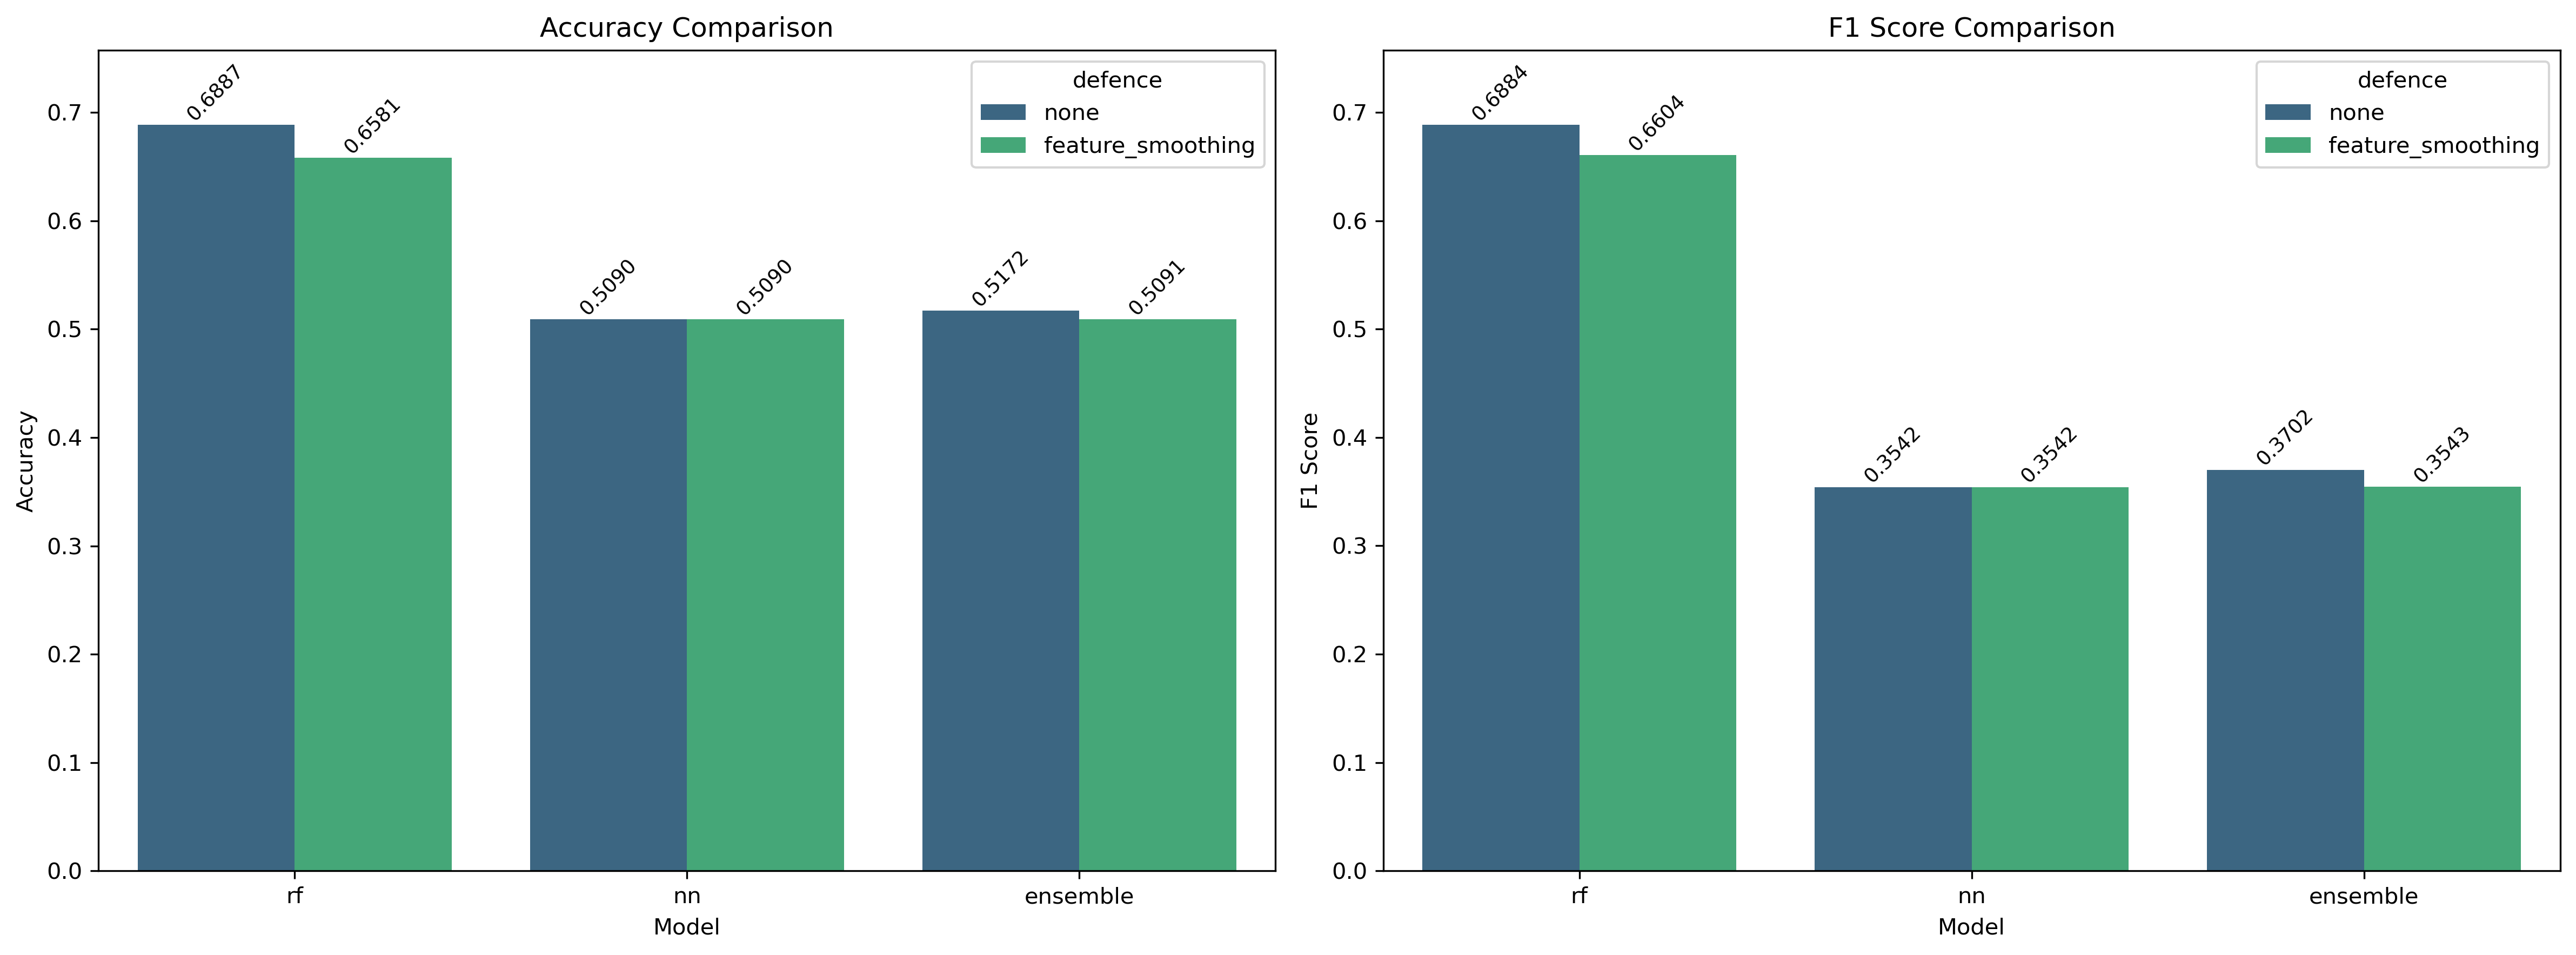 Accuracy Comparison
Accuracy
0.7
0.6
0.5
0.4
0.3
0.2
0.1
0.0
0.6887
0.6581
0.5090
0.5090
0.5172
0.5091
defence
none
feature_smoothing
rf
nn
ensemble
Model
F1 Score Comparison
F1 Score
0.7
0.6
0.5
0.4
0.3
0.2
0.1
0.0
0.6884
0.6604
0.3542
0.3542
0.3702
0.3543
defence
none
feature_smoothing
rf
nn
ensemble
Model